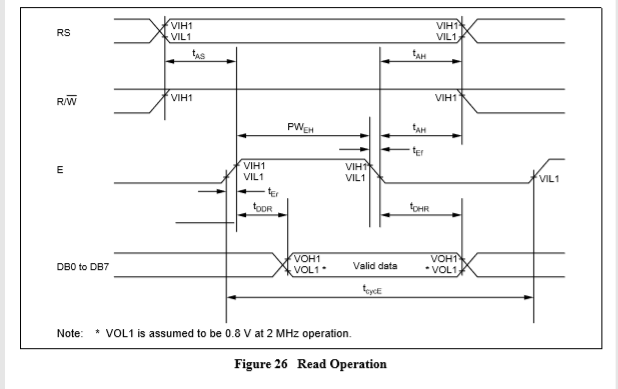 RS
VIH1
VIL1
VIH1
VIL1
tAS
tAH
R/W̅
VIH1
VIH1
PWEH
tAH
tEf
E
VIH1
VIL1
VIH1
VIL1
VIL1
tEr
tDDR
tDHR
DB0 to DB7
VOH1
VOL1 *
Valid data
VOH1
* VOL1
tcycE
Note: * VOL1 is assumed to be 0.8 V at 2 MHz operation.
Figure 26 Read Operation